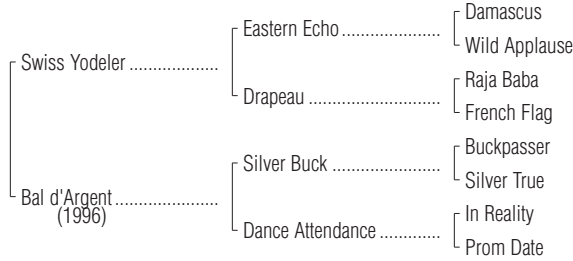 Damascus
Eastern Echo ....................
Wild Applause
Swiss Yodeler ...................
Raja Baba
Drapeau ...........................
French Flag
Buckpasser
Silver Buck .......................
Silver True
Bal d'Argent ......................
(1996)
In Reality
Dance Attendance .............
Prom Date